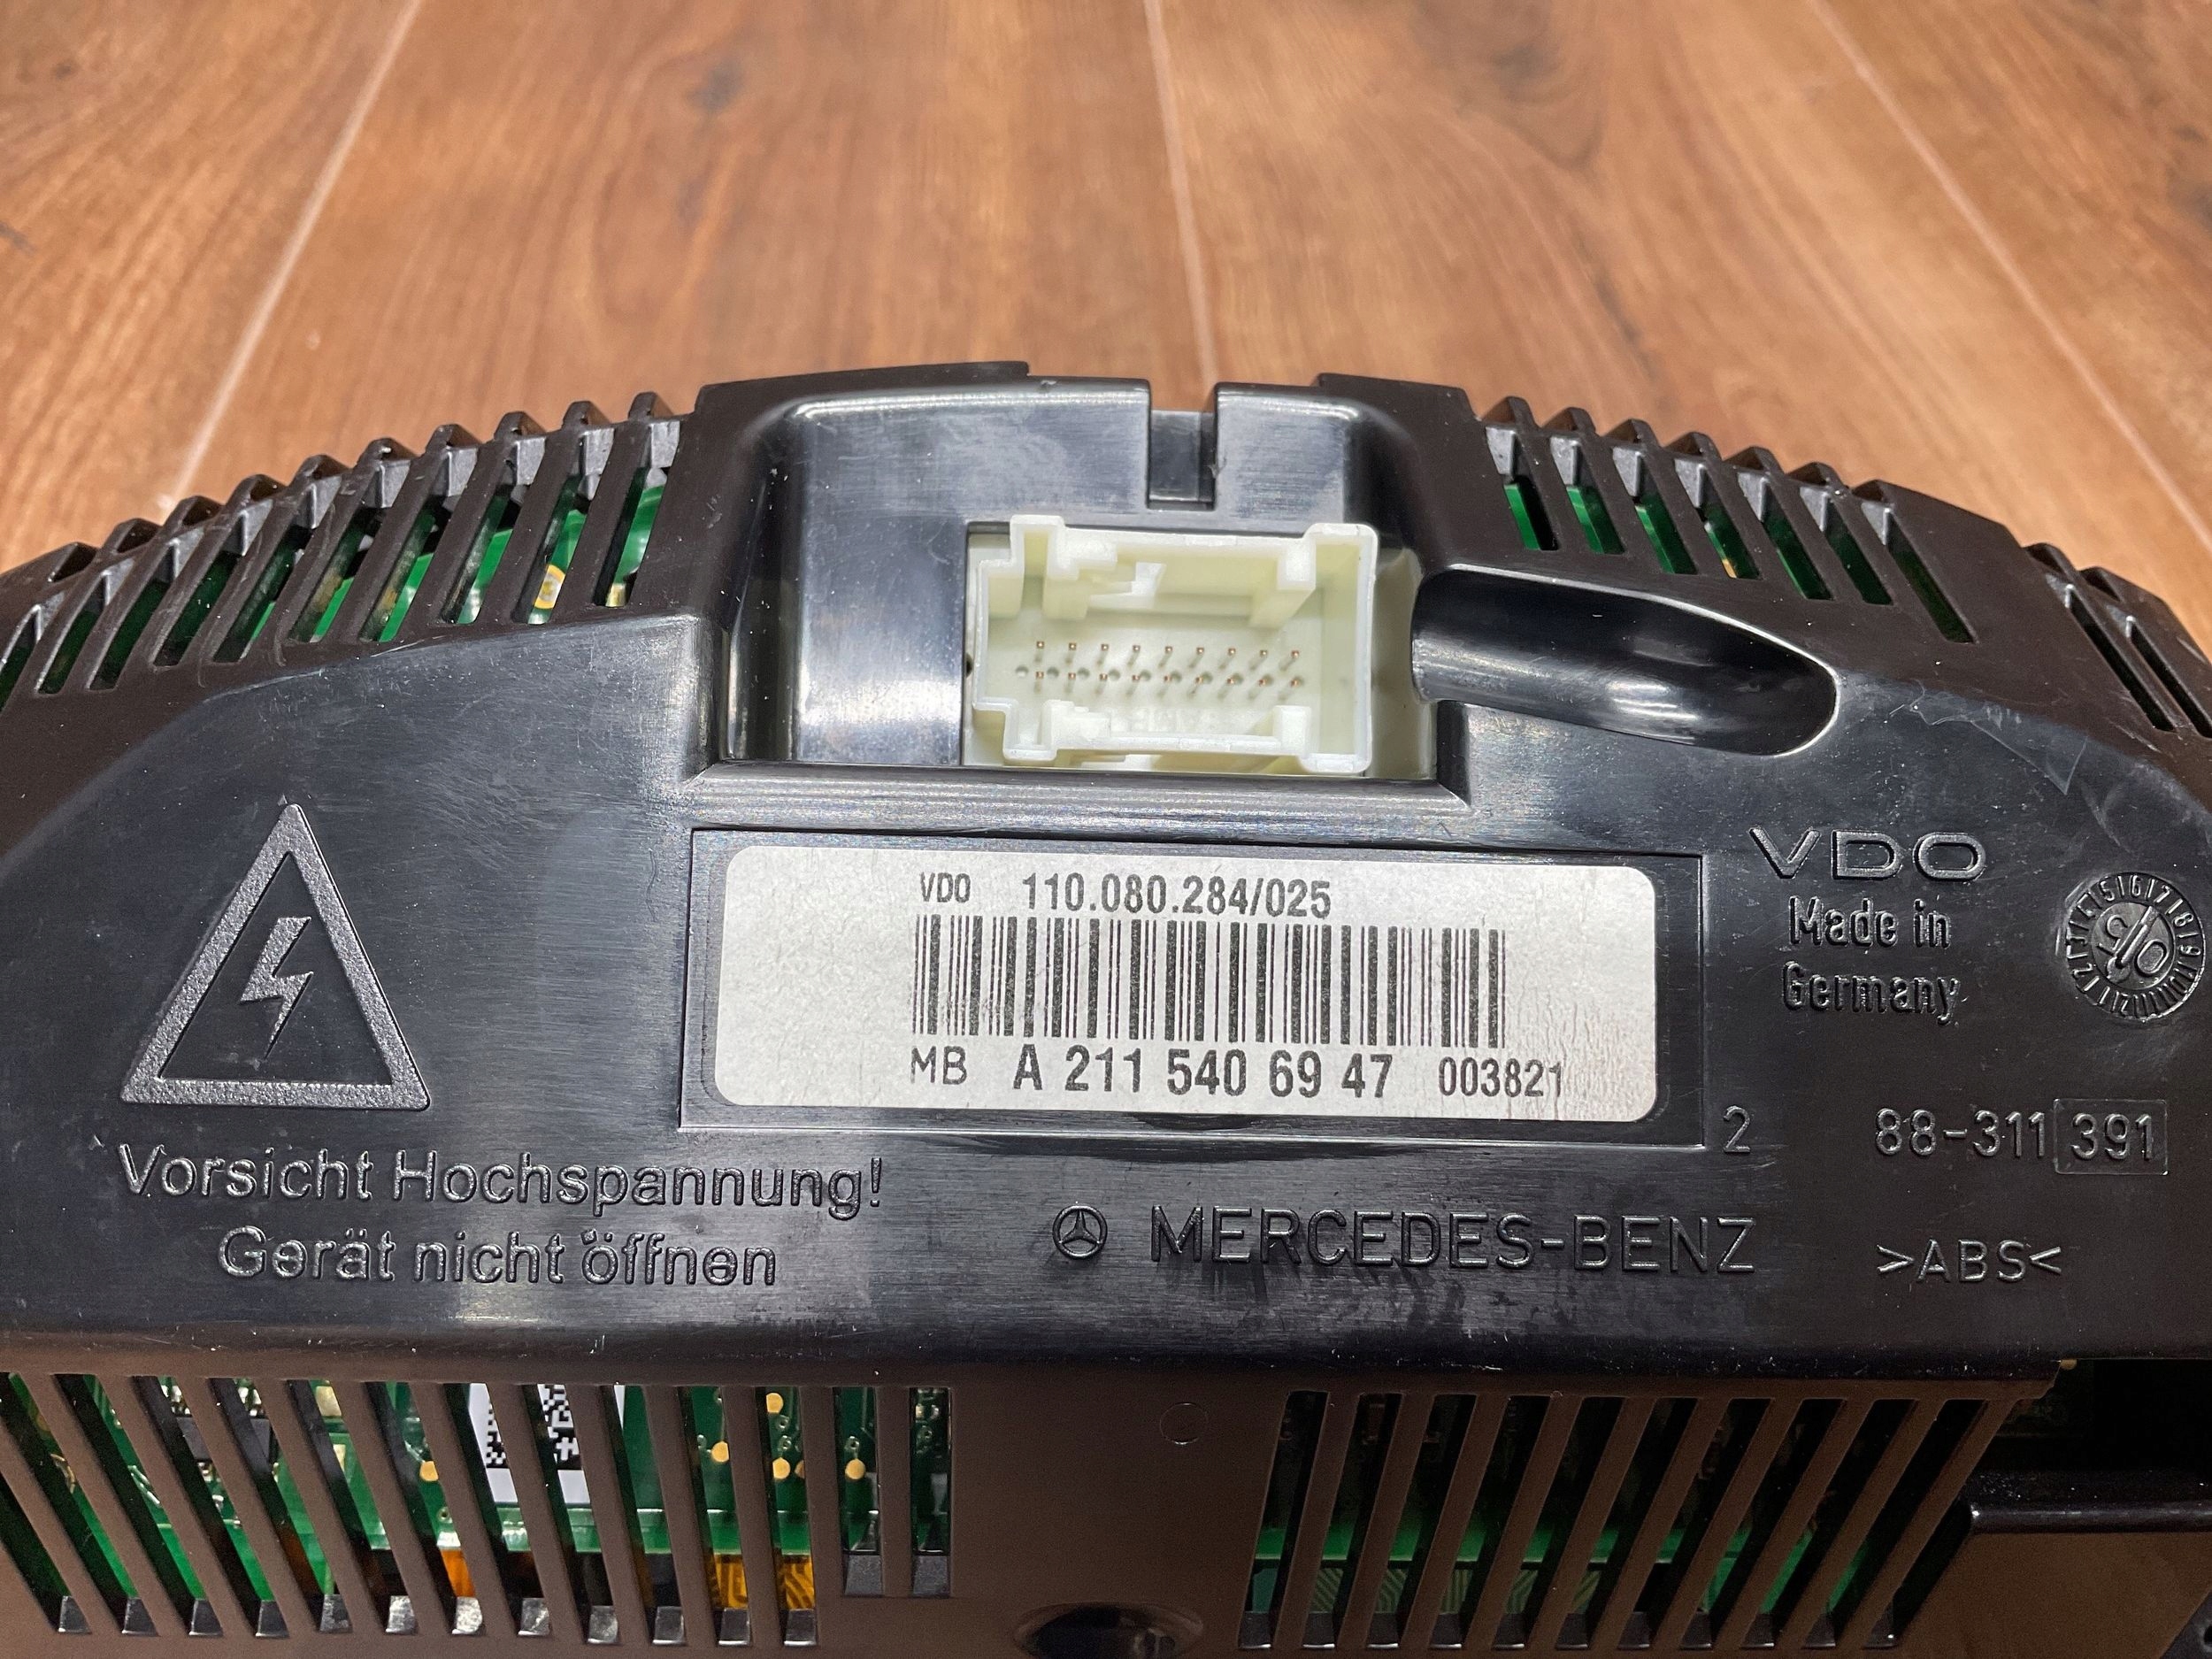 VDO 110.080.284/025
MB A 211 540 69 47 003821
VDO
Made in
Germany
2 88-311 391
Vorsicht Hochspannung!
Gerät nicht öffnen
MERCEDES-BENZ
>ABS<